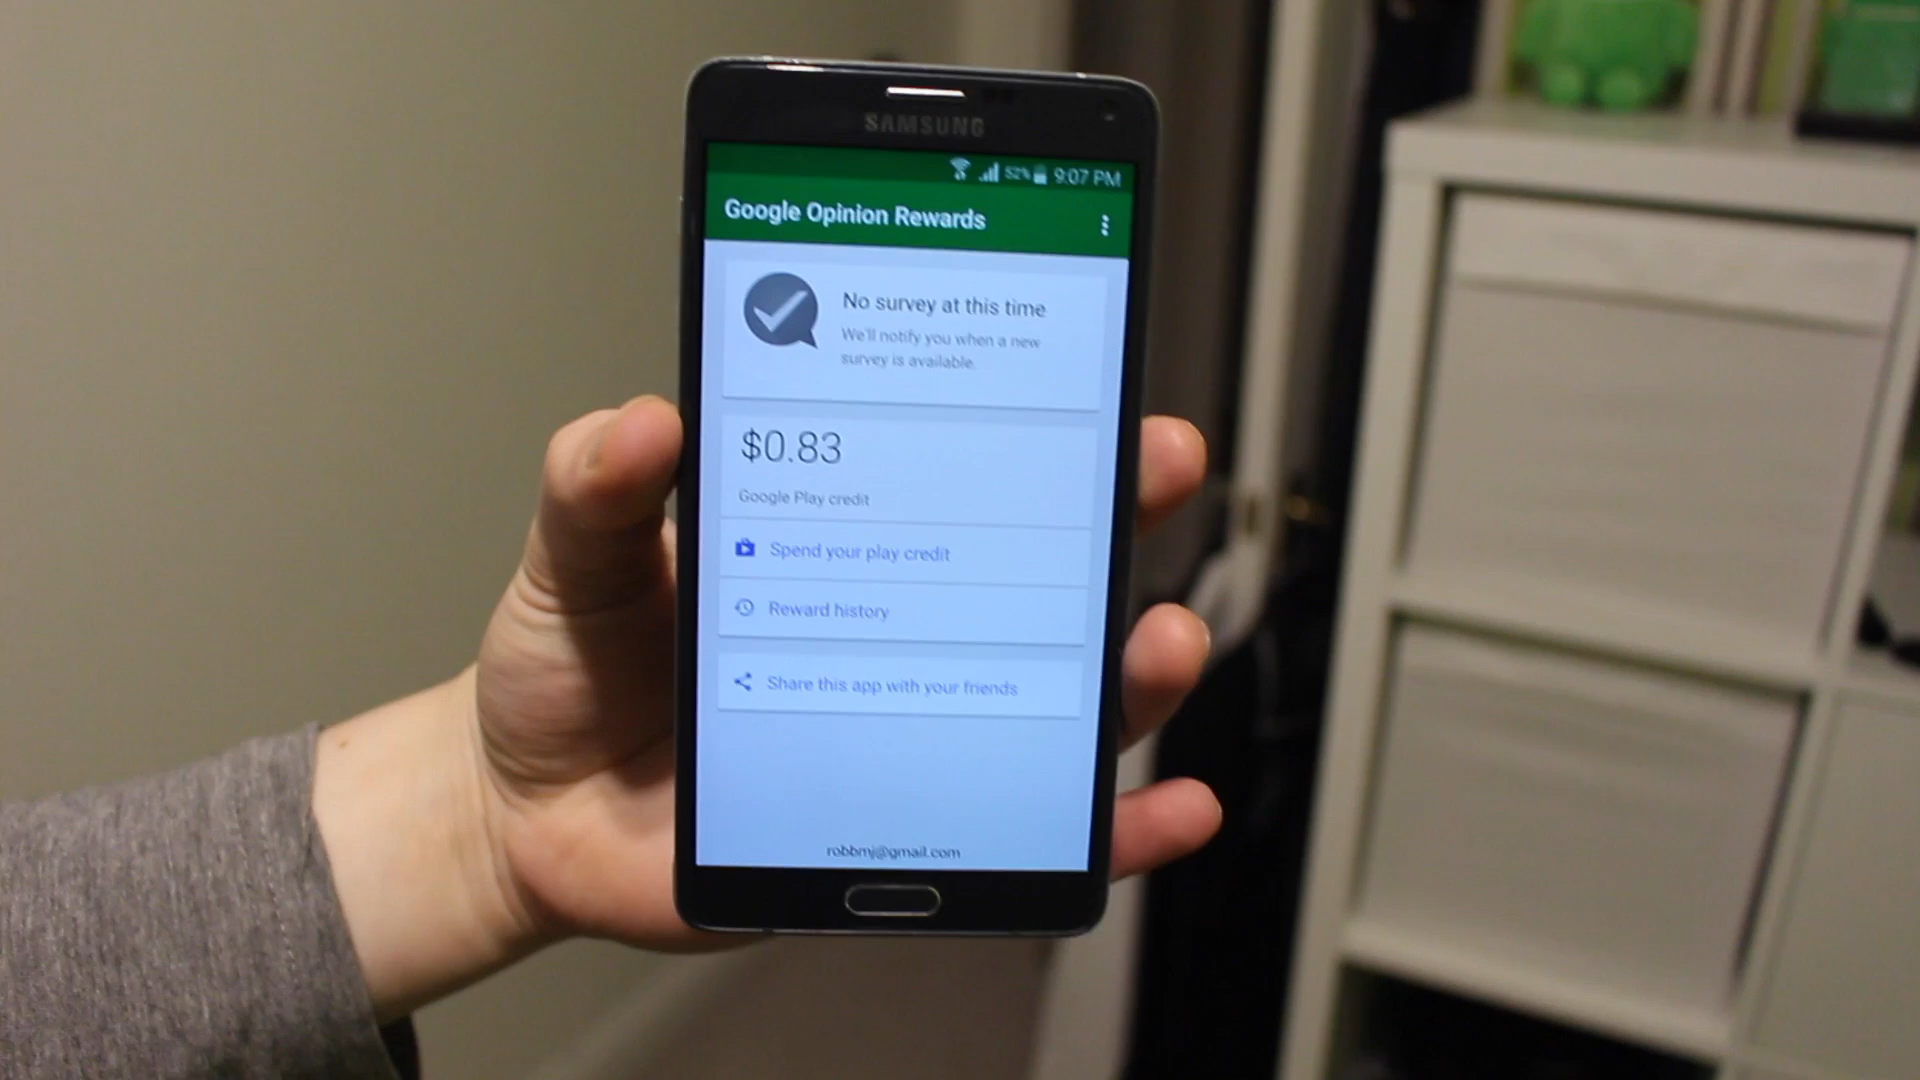 SAMSUNG
52% 9:07 PM
Google Opinion Rewards
No survey at this time
We'll notify you when a new
survey is available.
$0.83
Google Play credit
Spend your play credit
Reward history
Share this app with your friends
robbmj@gmail.com